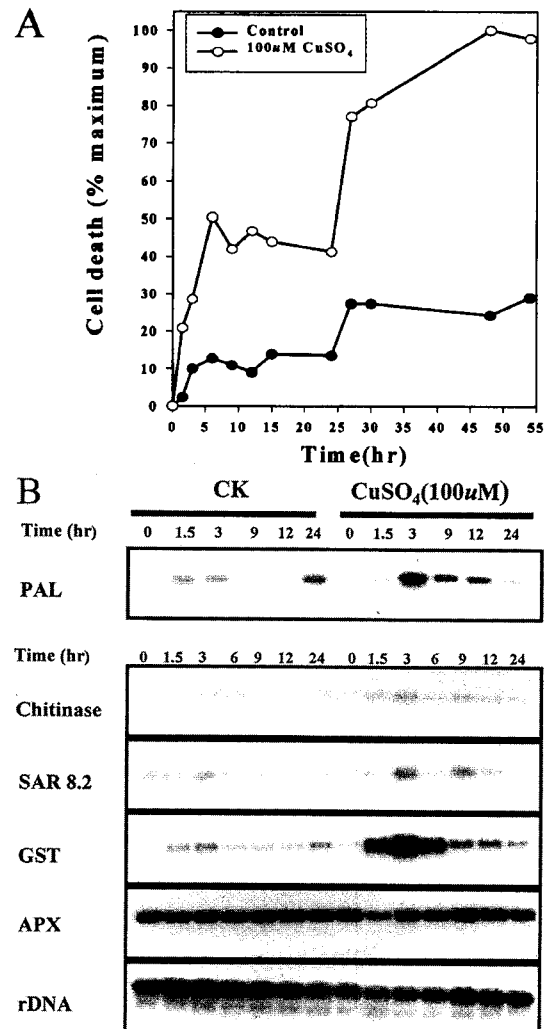 A
Control
100µM CuSO₄
Cell death (% maximum)
100
90
80
70
60
50
40
30
20
10
0
0 5 10 15 20 25 30 35 40 45 50 55
Time(hr)
B
CK CuSO₄(100uM)
Time (hr) 0 1.5 3 9 12 24 0 1.5 3 9 12 24
PAL
Time (hr) 0 1.5 3 6 9 12 24 0 1.5 3 6 9 12 24
Chitinase
SAR 8.2
GST
APX
rDNA